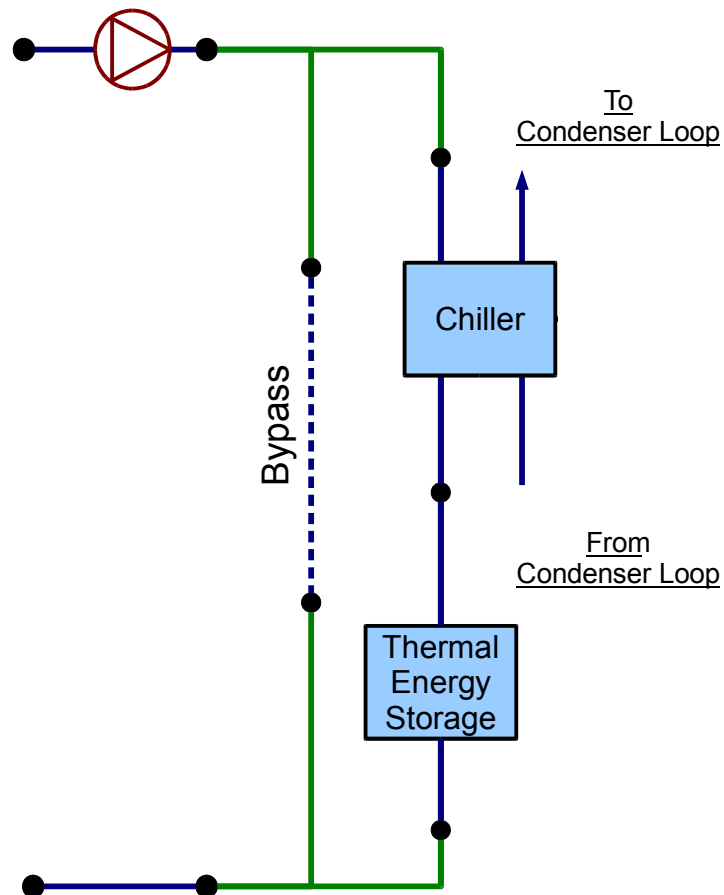 To
Condenser Loop
Chiller
Bypass
From
Condenser Loop
Thermal
Energy
Storage